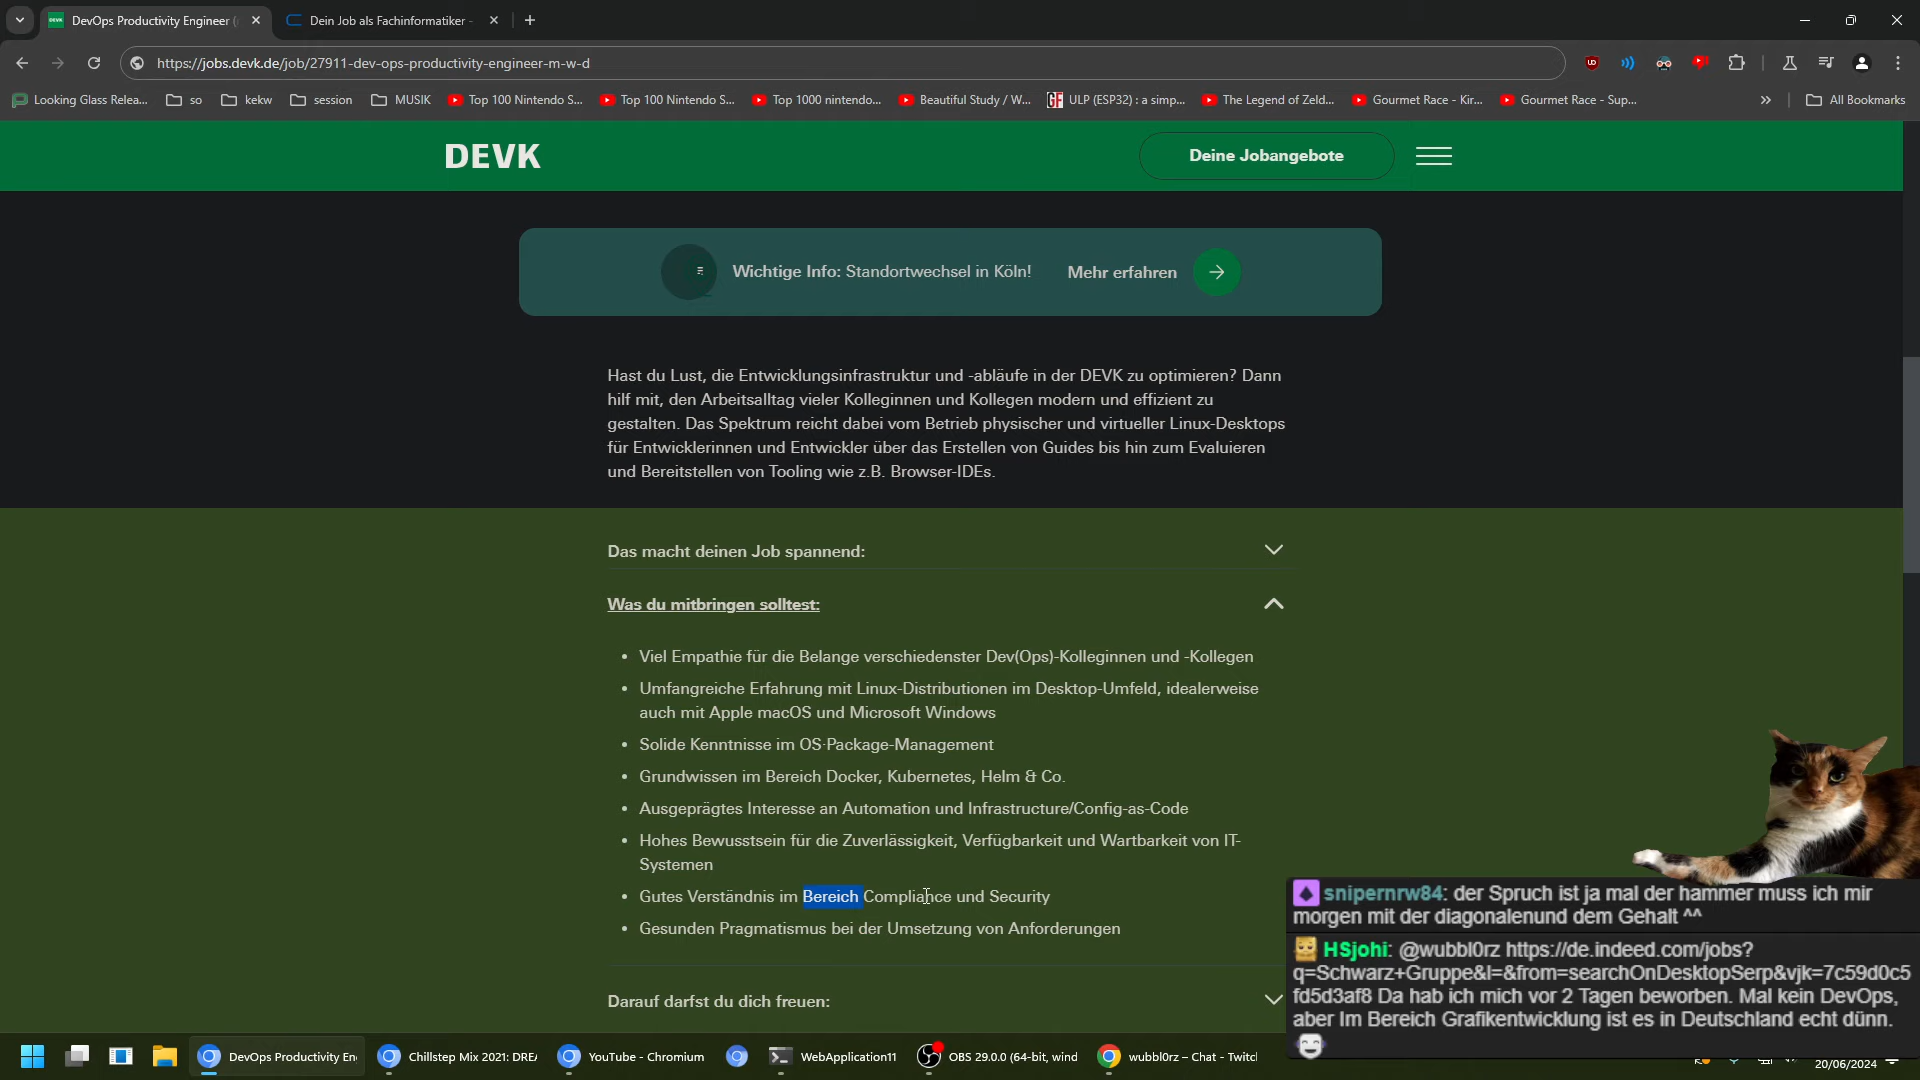 DevOps Productivity Engineer (
Dein Job als Fachinformatiker -
https://jobs.devk.de/job/27911-dev-ops-productivity-engineer-m-w-d
Looking Glass Relea...
so
kekw
session
MUSIK
Top 100 Nintendo S...
Top 100 Nintendo S...
Top 1000 nintendo...
Beautiful Study / W...
GF
ULP (ESP32) : a simp...
The Legend of Zeld...
Gourmet Race - Kir...
Gourmet Race - Sup...
All Bookmarks
DEVK
Deine Jobangebote
Wichtige Info: Standortwechsel in Köln!
Mehr erfahren
Hast du Lust, die Entwicklungsinfrastruktur und -abläufe in der DEVK zu optimieren? Dann
hilf mit, den Arbeitsalltag vieler Kolleginnen und Kollegen modern und effizient zu
gestalten. Das Spektrum reicht dabei vom Betrieb physischer und virtueller Linux-Desktops
für Entwicklerinnen und Entwickler über das Erstellen von Guides bis hin zum Evaluieren
und Bereitstellen von Tooling wie z.B. Browser-IDEs.
Das macht deinen Job spannend:
Was du mitbringen solltest:
• Viel Empathie für die Belange verschiedenster Dev(Ops)-Kolleginnen und -Kollegen
• Umfangreiche Erfahrung mit Linux-Distributionen im Desktop-Umfeld, idealerweise
auch mit Apple macOS und Microsoft Windows
• Solide Kenntnisse im OS-Package-Management
• Grundwissen im Bereich Docker, Kubernetes, Helm & Co.
• Ausgeprägtes Interesse an Automation und Infrastructure/Config-as-Code
• Hohes Bewusstsein für die Zuverlässigkeit, Verfügbarkeit und Wartbarkeit von IT-
Systemen
• Gutes Verständnis im Bereich Compliance und Security
• Gesunden Pragmatismus bei der Umsetzung von Anforderungen
Darauf darfst du dich freuen:
snipernrw84: der Spruch ist ja mal der hammer muss ich mir
morgen mit der diagonalenund dem Gehalt ^^
HSjohi: @wubbl0rz https://de.indeed.com/jobs?
q=Schwarz+Gruppe&l=&from=searchOnDesktopSerp&vjk=7c59d0c5
fd5d3af8 Da hab ich mich vor 2 Tagen beworben. Mal kein DevOps,
aber Im Bereich Grafikentwicklung ist es in Deutschland echt dünn.
DevOps Productivity En
Chillstep Mix 2021: DREA
YouTube - Chromium
WebApplication11
OBS 29.0.0 (64-bit, wind
wubbl0rz – Chat - Twitc
20/06/2024